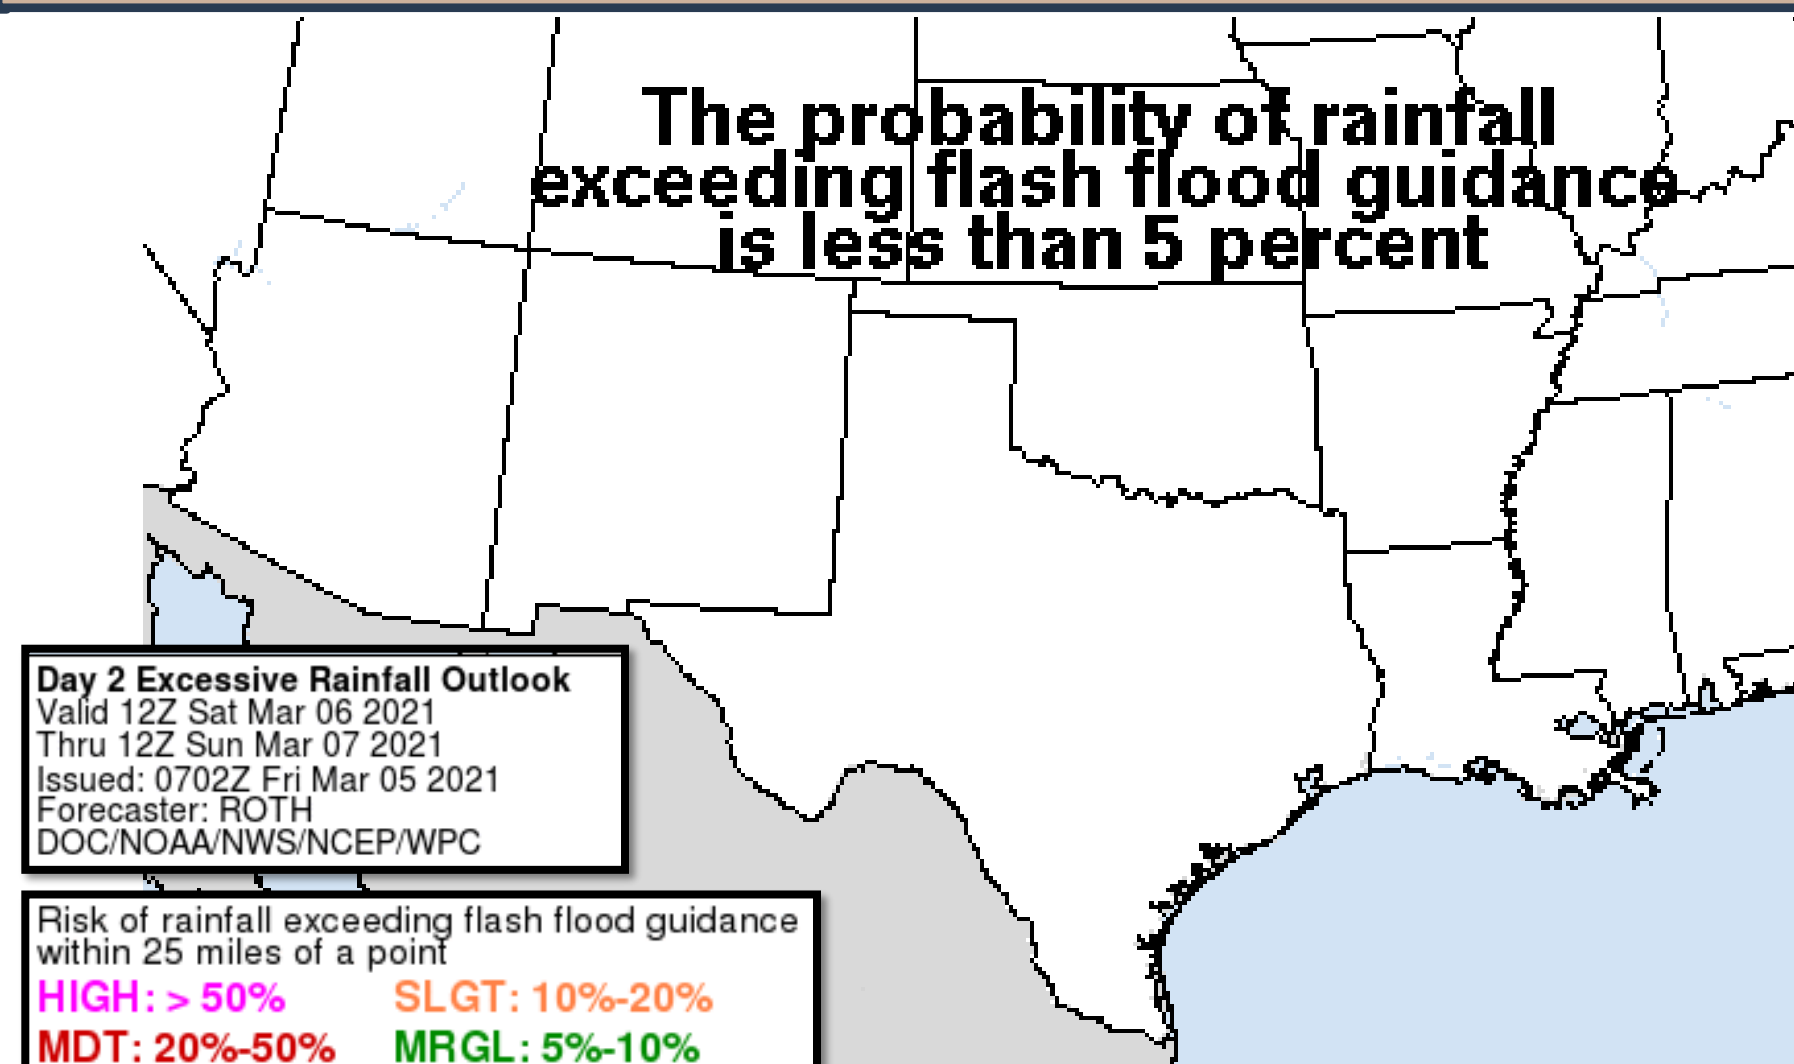 The probability of rainfall
exceeding flash flood guidance
is less than 5 percent
Day 2 Excessive Rainfall Outlook
Valid 12Z Sat Mar 06 2021
Thru 12Z Sun Mar 07 2021
Issued: 0702Z Fri Mar 05 2021
Forecaster: ROTH
DOC/NOAA/NWS/NCEP/WPC
Risk of rainfall exceeding flash flood guidance
within 25 miles of a point
HIGH: > 50% SLGT: 10%-20%
MDT: 20%-50% MRGL: 5%-10%